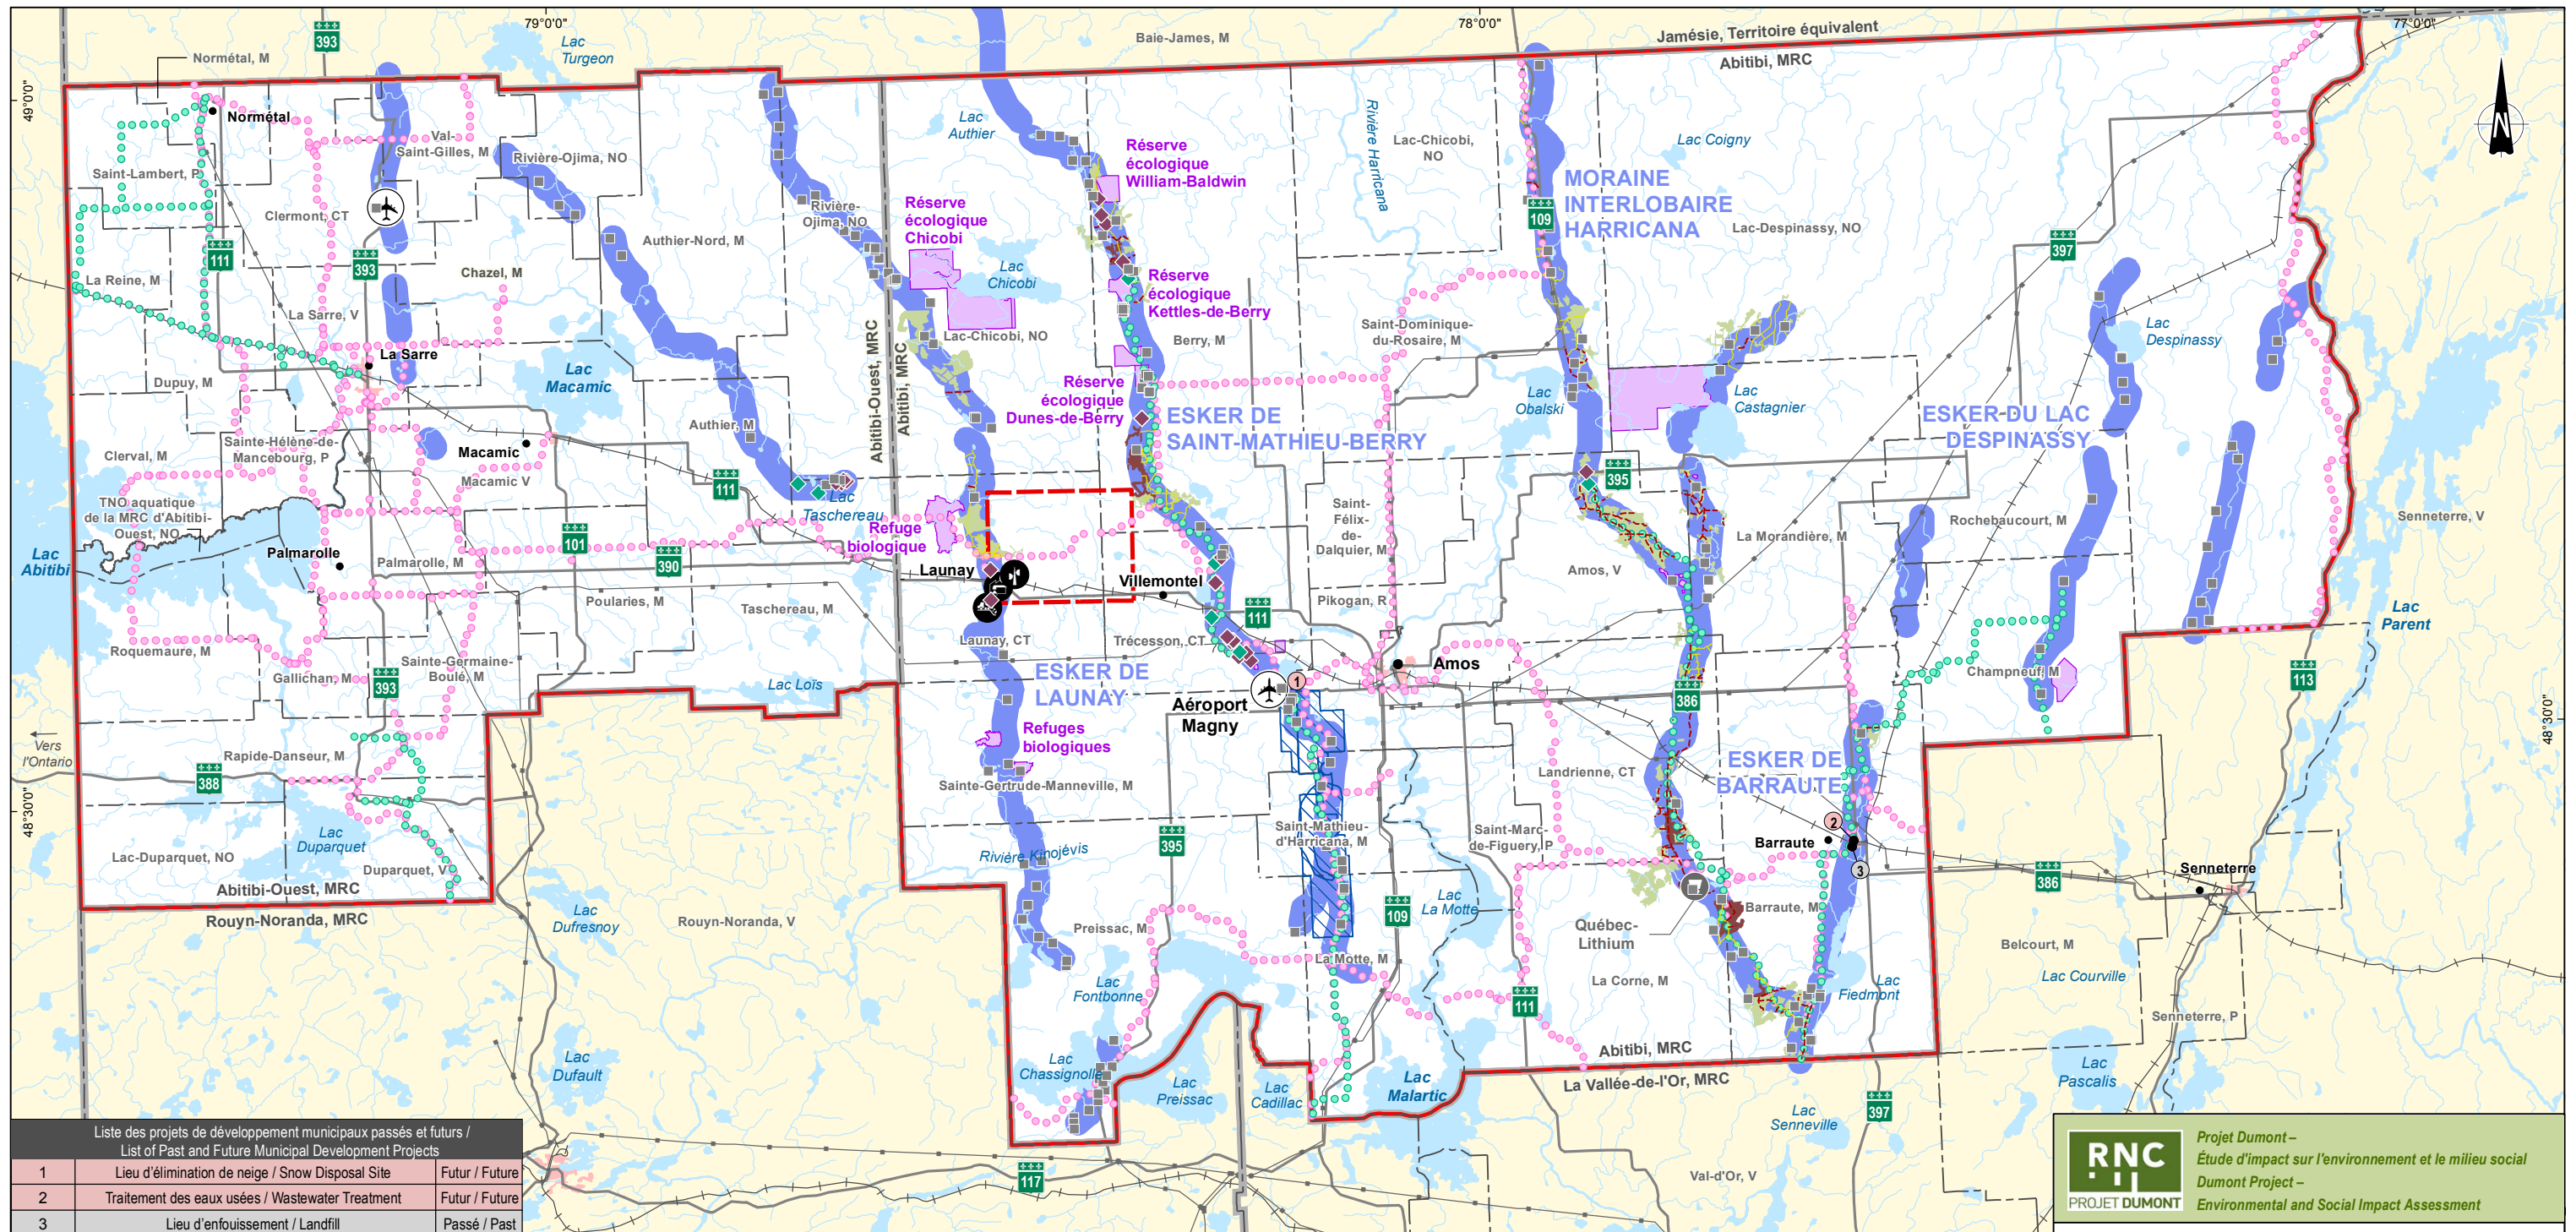 79°0'0"
78°0'0"
77°0'0"
393
Normétal, M
Lac
Turgeon
Baie-James, M
Jamésie, Territoire équivalent
Abitibi, MRC
49°0'0"
49°0'0"
Normétal
Val-
Saint-Gilles, M
Rivière-Ojima, NO
Lac
Authier
Réserve
écologique
William-Baldwin
Rivière Harricana
Lac-Chicobi,
NO
Lac Coigny
N
Saint-Lambert, P
Clermont, CT
Rivière-
Ojima, NO
Réserve
écologique
Chicobi
MORAINE
INTERLOBAIRE
HARRICANA
109
Lac-Despinassy, NO
397
111
393
Authier-Nord, M
La Reine, M
Chazel, M
Lac
Chicobi
Réserve
écologique
Kettles-de-Berry
La Sarre, V
Abitibi-Ouest, MRC
Abitibi, MRC
Lac-Chicobi, NO
Berry, M
Saint-Dominique-
du-Rosaire, M
Lac
Despinassy
La Sarre
Lac
Macamic
Dupuy, M
Réserve
écologique
Dunes-de-Berry
Lac
Obalski
Lac
Castagnier
ESKER DE
SAINT-MATHIEU-BERRY
ESKER DU LAC
DESPINASSY
Authier, M
Sainte-Hélène-de-
Mancebourg, P
Clerval, M
Macamic
Macamic V
111
395
TNO aquatique
de la MRC d'Abitibi-
Ouest, NO
Lac
Taschereau
Refuge
biologique
Saint-
Félix-
de-
Dalquier, M
Rochebaucourt, M
La Morandière, M
Senneterre, V
Lac
Abitibi
Palmarolle
Palmarolle, M
101
390
Launay
Villemontel
Amos, V
Poularies, M
Taschereau, M
Pikogan, R
111
Lac
Parent
Roquemaure, M
Launay, CT
Trécesson, CT
Gallichan, M
Sainte-Germaine-
Boulé, M
393
Lac Loïs
ESKER DE
LAUNAY
Amos
1
Champneuf, M
113
386
Aéroport
Magny
Vers
l'Ontario
Rapide-Danseur, M
388
Refuges
biologiques
48°30'0"
48°30'0"
Sainte-Gertrude-Manneville, M
Landrienne, CT
ESKER DE
BARRAUTE
Lac
Duparquet
Lac-Duparquet, NO
Duparquet, V
Rivière Kinojévis
395
Saint-Mathieu-
d'Harricana, M
Saint-Marc-
de-Figuery, P
2
Barraute
3
Abitibi-Ouest, MRC
Rouyn-Noranda, MRC
Senneterre
386
Lac
Dufresnoy
Rouyn-Noranda, V
Preissac, M
109
Lac
La Motte
Québec-
Lithium
Barraute, M
Belcourt, M
La Motte, M
Lac
Fontbonne
La Corne, M
Lac
Fiedmont
Lac Courville
111
Senneterre, P
Lac
Dufault
Lac
Chassignolle
Lac
Preissac
Lac
Cadillac
Lac
Malartic
Abitibi, MRC
La Vallée-de-l'Or, MRC
Lac
Senneville
397
Lac
Pascalis
117
Val-d'Or, V
Liste des projets de développement municipaux passés et futurs /
List of Past and Future Municipal Development Projects
1 Lieu d'élimination de neige / Snow Disposal Site Futur / Future
2 Traitement des eaux usées / Wastewater Treatment Futur / Future
3 Lieu d'enfouissement / Landfill Passé / Past
RNC
PROJET DUMONT
Projet Dumont –
Étude d'impact sur l'environnement et le milieu social
Dumont Project –
Environmental and Social Impact Assessment